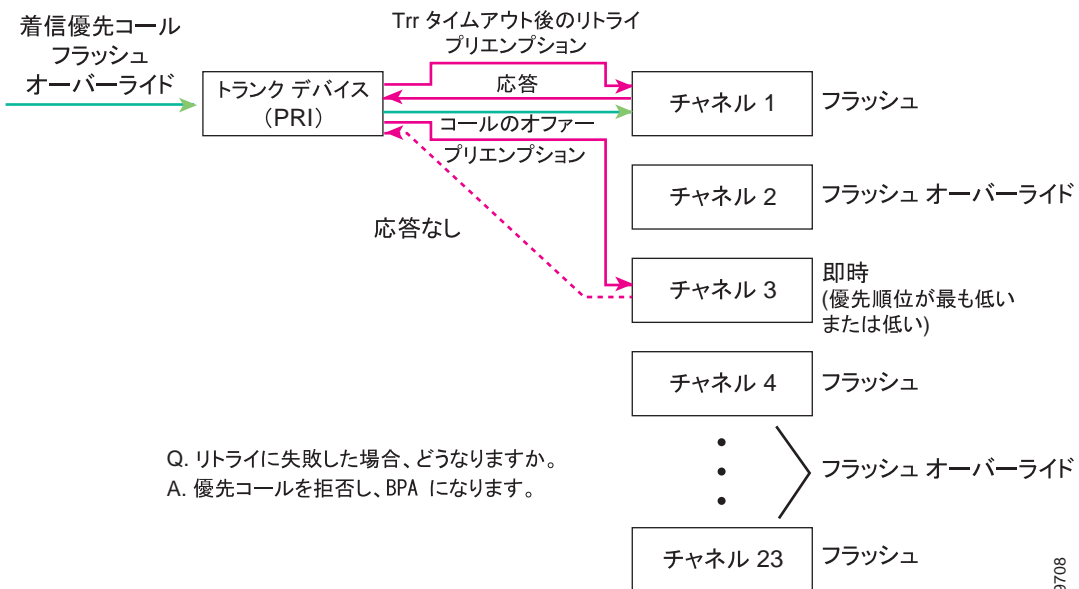 着信優先コール
フラッシュ
オーバーライド
トランク デバイス
（PRI）
Trr タイムアウト後のリトライ
プリエンプション
応答
コールのオファー
プリエンプション
応答なし
チャネル 1
フラッシュ
チャネル 2
フラッシュ オーバーライド
チャネル 3
即時
(優先順位が最も低い
または低い)
チャネル 4
フラッシュ
フラッシュ オーバーライド
チャネル 23
フラッシュ
Q. リトライに失敗した場合、どうなりますか。
A. 優先コールを拒否し、BPA になります。